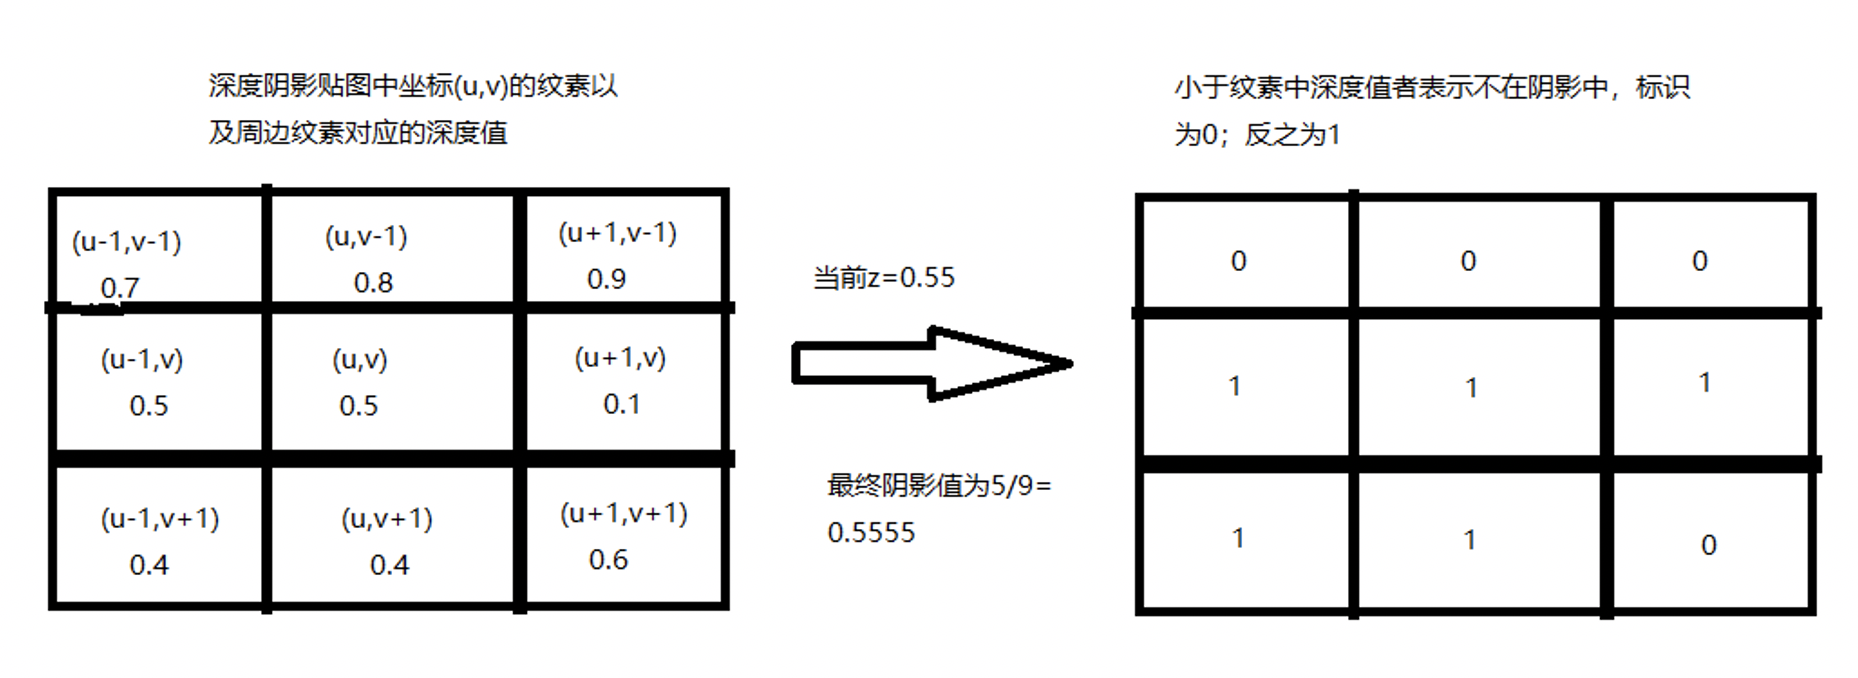 深度阴影贴图中坐标(u,v)的纹素以
及周边纹素对应的深度值
(u-1,v-1)
0.7
(u,v-1)
0.8
(u+1,v-1)
0.9
(u-1,v)
0.5
(u,v)
0.5
(u+1,v)
0.1
(u-1,v+1)
0.4
(u,v+1)
0.4
(u+1,v+1)
0.6
当前z=0.55
最终阴影值为5/9=
0.5555
小于纹素中深度值者表示不在阴影中，标识
为0；反之为1
0
0
0
1
1
1
1
1
0